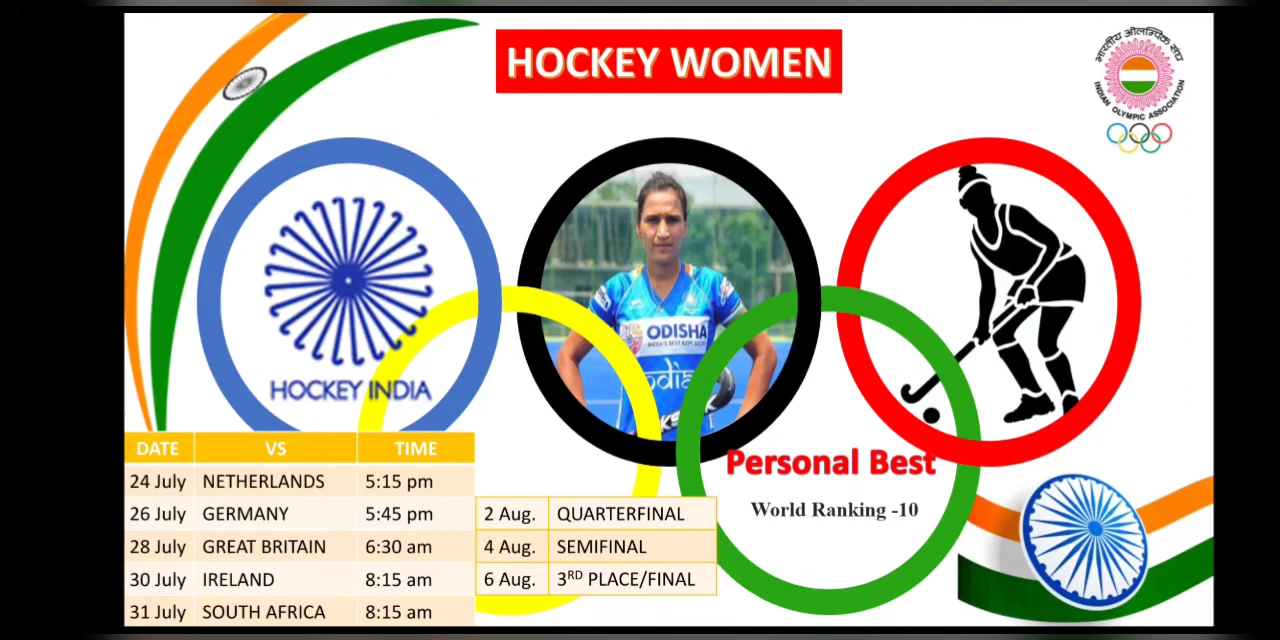 HOCKEY WOMEN
भारतीय ओलम्पिक संघ
INDIAN OLYMPIC ASSOCIATION
HOCKEY INDIA
ODISHA
INDIA'S BEST KEPT SECRET
India
DATE VS TIME
24 July NETHERLANDS 5:15 pm
26 July GERMANY 5:45 pm
28 July GREAT BRITAIN 6:30 am
30 July IRELAND 8:15 am
31 July SOUTH AFRICA 8:15 am
2 Aug. QUARTERFINAL
4 Aug. SEMIFINAL
6 Aug. 3RD PLACE/FINAL
Personal Best
World Ranking -10